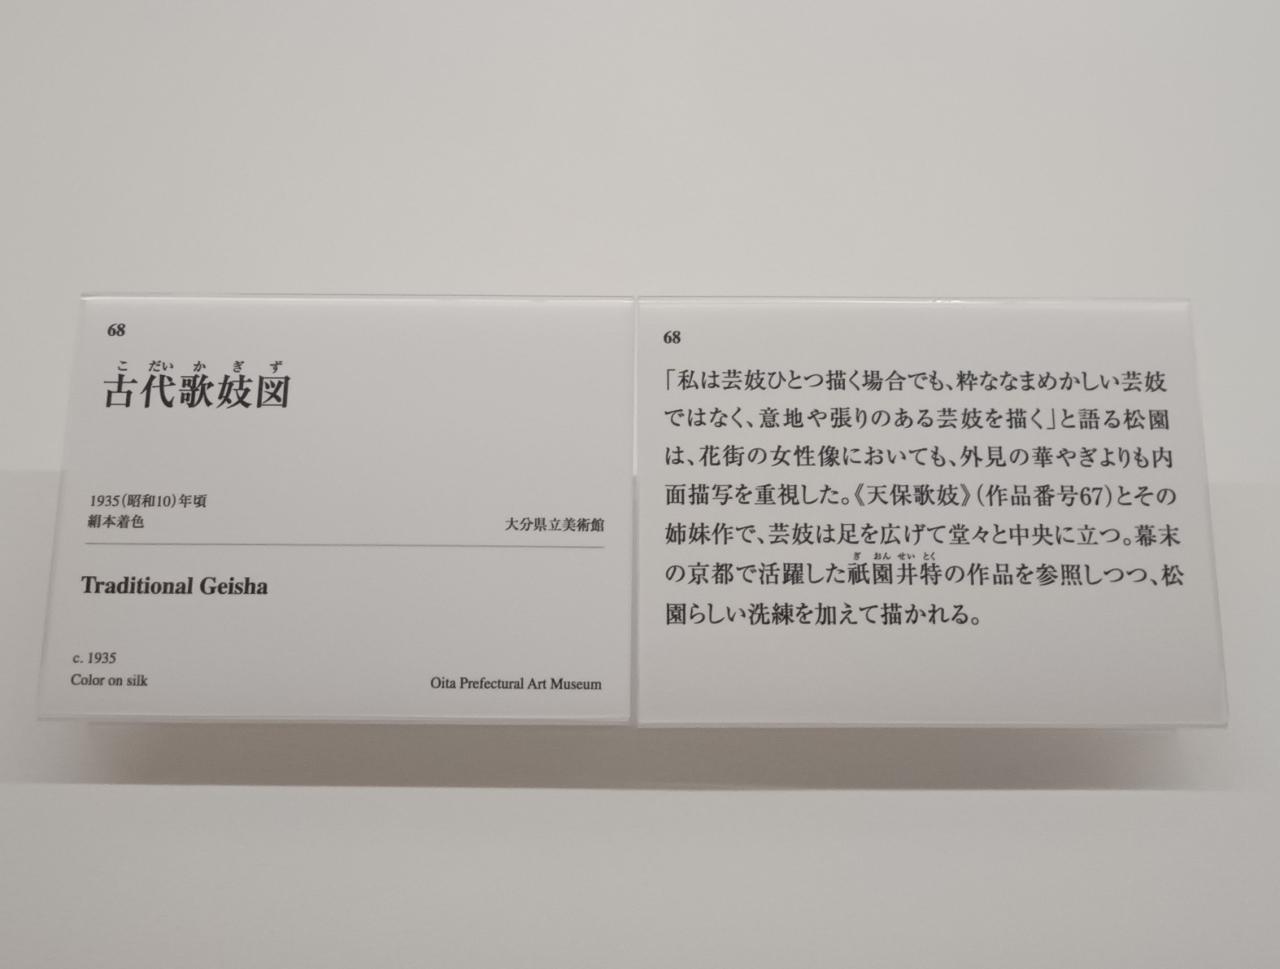 68
こ だい か ぎ ず
古代歌妓図
1935(昭和10)年頃
絹本着色
大分県立美術館
Traditional Geisha
c. 1935
Color on silk
Oita Prefectural Art Museum
68
「私は芸妓ひとつ描く場合でも、粋ななまめかしい芸妓
ではなく、意地や張りのある芸妓を描く」と語る松園
は、花街の女性像においても、外見の華やぎよりも内
面描写を重視した。《天保歌妓》(作品番号67)とその
姉妹作で、芸妓は足を広げて堂々と中央に立つ。幕末
ぎ おん せい とく
の京都で活躍した祇園井特の作品を参照しつつ、松
園らしい洗練を加えて描かれる。